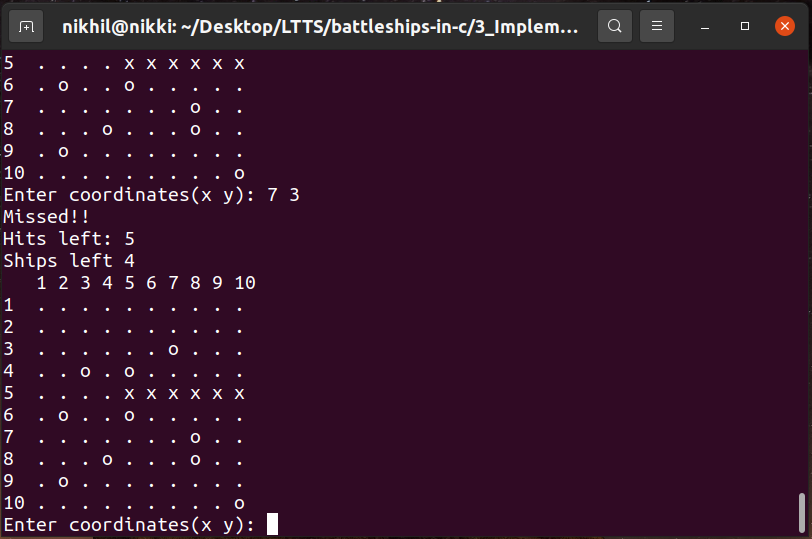 nikhil@nikki: ~/Desktop/LTTS/battleships-in-c/3_Implem...
5  . . . . x x x x x x
6  . o . . o . . . . .
7  . . . . . . . o . .
8  . . . o . . . o . .
9  . o . . . . . . . .
10 . . . . . . . . . o
Enter coordinates(x y): 7 3
Missed!!
Hits left: 5
Ships left 4
   1 2 3 4 5 6 7 8 9 10
1  . . . . . . . . . .
2  . . . . . . . . . .
3  . . . . . . o . . .
4  . . o . o . . . . .
5  . . . . x x x x x x
6  . o . . o . . . . .
7  . . . . . . . o . .
8  . . . o . . . o . .
9  . o . . . . . . . .
10 . . . . . . . . . o
Enter coordinates(x y):